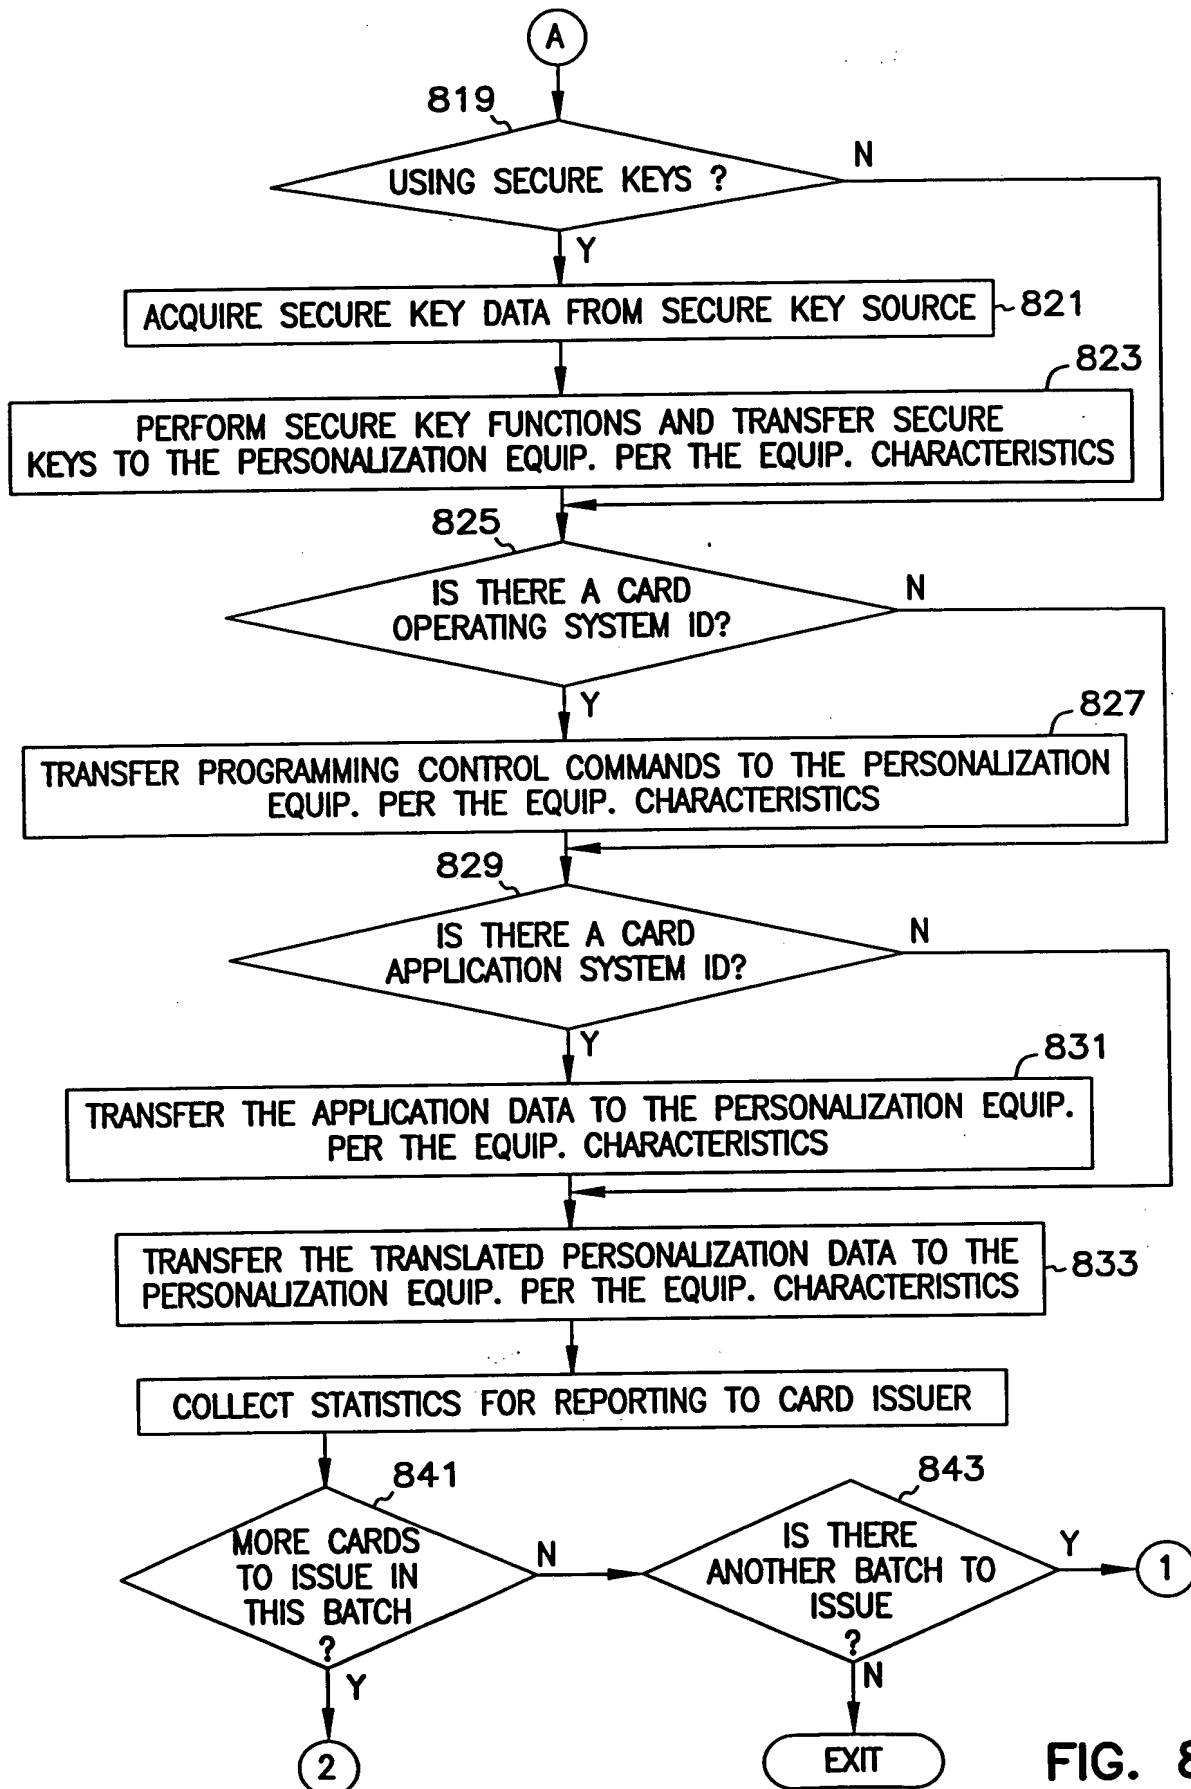 A
819
USING SECURE KEYS ?
N
Y
ACQUIRE SECURE KEY DATA FROM SECURE KEY SOURCE
821
823
PERFORM SECURE KEY FUNCTIONS AND TRANSFER SECURE
KEYS TO THE PERSONALIZATION EQUIP. PER THE EQUIP. CHARACTERISTICS
825
IS THERE A CARD
OPERATING SYSTEM ID?
N
Y
827
TRANSFER PROGRAMMING CONTROL COMMANDS TO THE PERSONALIZATION
EQUIP. PER THE EQUIP. CHARACTERISTICS
829
IS THERE A CARD
APPLICATION SYSTEM ID?
N
Y
831
TRANSFER THE APPLICATION DATA TO THE PERSONALIZATION EQUIP.
PER THE EQUIP. CHARACTERISTICS
TRANSFER THE TRANSLATED PERSONALIZATION DATA TO THE
PERSONALIZATION EQUIP. PER THE EQUIP. CHARACTERISTICS
833
COLLECT STATISTICS FOR REPORTING TO CARD ISSUER
841
MORE CARDS
TO ISSUE IN
THIS BATCH
?
N
Y
2
843
IS THERE
ANOTHER BATCH TO
ISSUE
?
Y
1
N
EXIT
FIG. 8